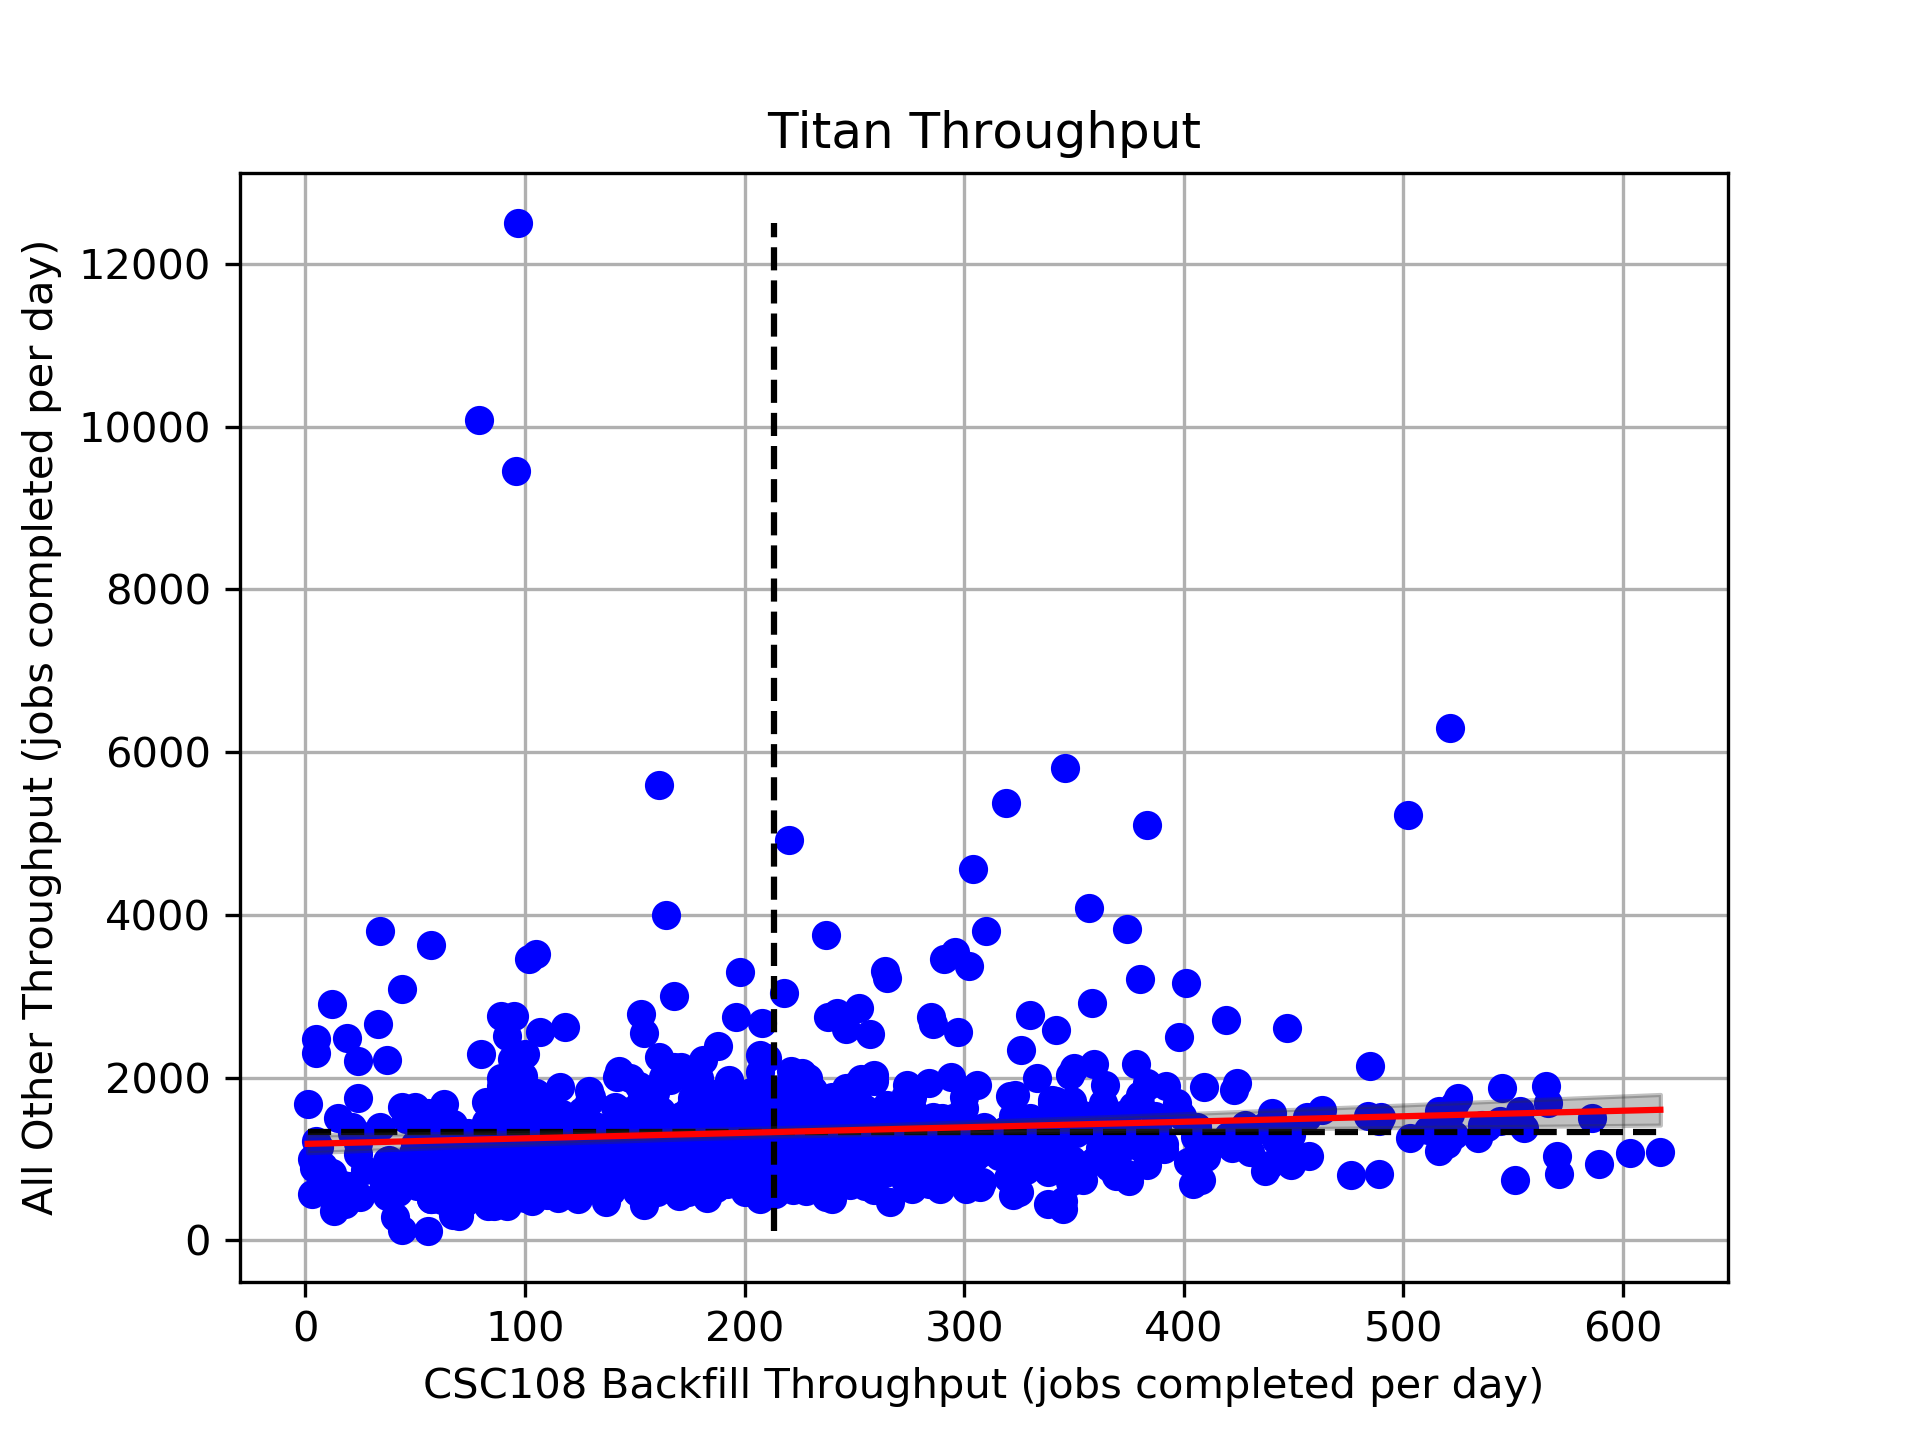 Titan Throughput
All Other Throughput (jobs completed per day)
12000
10000
8000
6000
4000
2000
0
0 100 200 300 400 500 600
CSC108 Backfill Throughput (jobs completed per day)